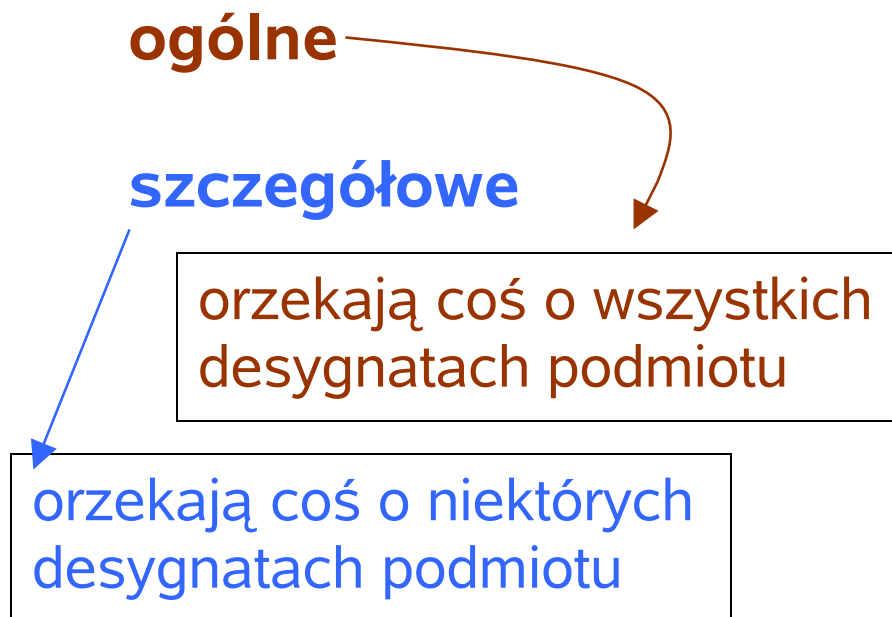 ogólne
szczegółowe
orzekają coś o wszystkich
desygnatach podmiotu
orzekają coś o niektórych
desygnatach podmiotu